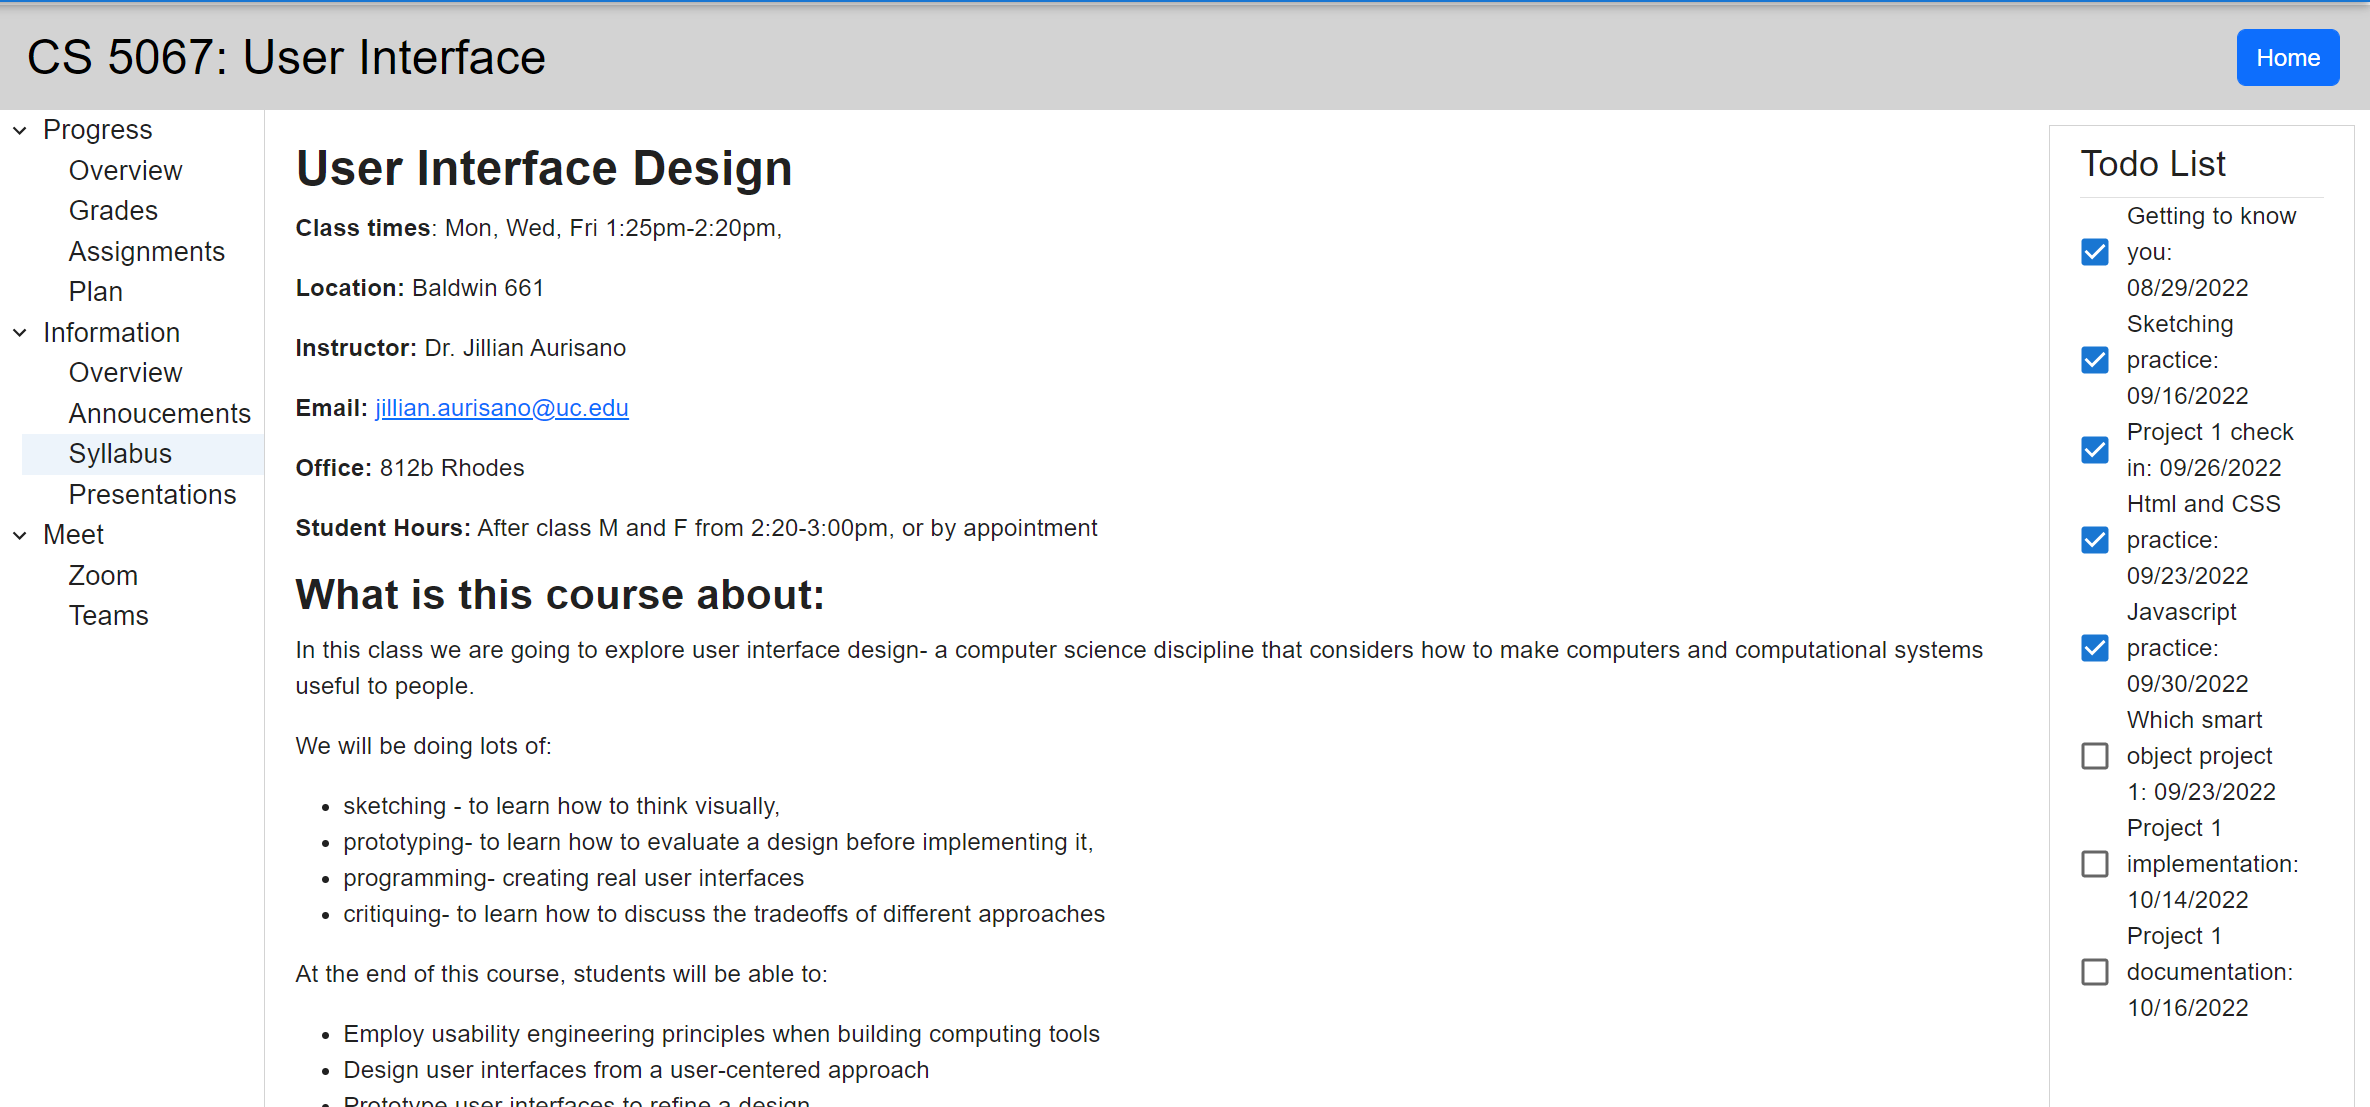 CS 5067: User Interface
Home
Progress
Overview
Grades
Assignments
Plan
Information
Overview
Annoucements
Syllabus
Presentations
Meet
Zoom
Teams
User Interface Design
Class times: Mon, Wed, Fri 1:25pm-2:20pm,
Location: Baldwin 661
Instructor: Dr. Jillian Aurisano
Email: jillian.aurisano@uc.edu
Office: 812b Rhodes
Student Hours: After class M and F from 2:20-3:00pm, or by appointment
What is this course about:
In this class we are going to explore user interface design- a computer science discipline that considers how to make computers and computational systems
useful to people.
We will be doing lots of:
• sketching - to learn how to think visually,
• prototyping- to learn how to evaluate a design before implementing it,
• programming- creating real user interfaces
• critiquing- to learn how to discuss the tradeoffs of different approaches
At the end of this course, students will be able to:
• Employ usability engineering principles when building computing tools
• Design user interfaces from a user-centered approach
• Prototype user interfaces to refine a design
Todo List
Getting to know
you:
08/29/2022
Sketching
practice:
09/16/2022
Project 1 check
in: 09/26/2022
Html and CSS
practice:
09/23/2022
Javascript
practice:
09/30/2022
Which smart
object project
1: 09/23/2022
Project 1
implementation:
10/14/2022
Project 1
documentation:
10/16/2022